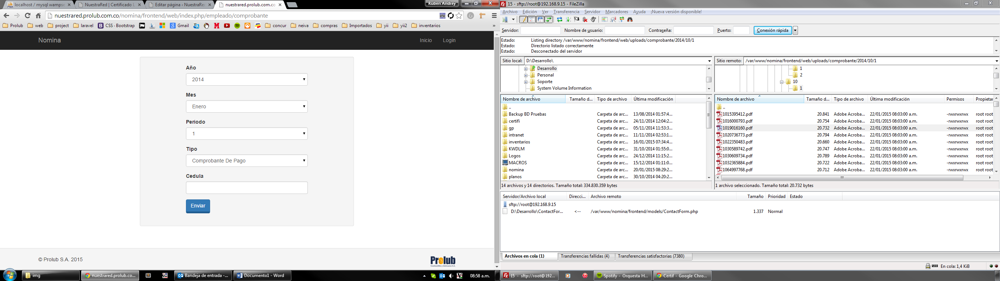 localhost / mysql wampse
NuestraRed | Certificado L
Editar página ‹ NuestraRe
nuestrared.prolub.com.co
Ruben Andrey
nuestrared.prolub.com.co/nomina/frontend/web/index.php/empleado/comprobante
Prolub web project laravel CSS · Bootstrap Gmail concur neiva compras Importados yii yii2 inventarios »
Nomina Inicio Login
Año
2014
Mes
Enero
Periodo
1
Tipo
Comprobante De Pago
Cedula
Enviar
© Prolub S.A. 2015
Prolub
Combustibles y lubricantes S.A.
img
nuestrared.prolub.co...
Bandeja de entrada -...
Documento1 - Word
08:58 a.m.
15 - sftp://root@192.168.9.15 - FileZilla
Archivo Edición Ver Transferencia Servidor Marcadores Ayuda ¡Nueva versión disponible!
Servidor: Nombre de usuario: Contraseña: Puerto: Conexión rápida
Estado: Listing directory /var/www/nomina/frontend/web/uploads/comprobante/2014/10/1
Estado: Directorio listado correctamente
Estado: Desconectado del servidor
Sitio local: D:\Desarrollo\
Desarrollo
Personal
Soporte
System Volume Information
Nombre de archivo Tamaño d... Tipo de archivo Última modificación
..
Backup BD Pruebas Carpeta de arc... 13/08/2014 01:57:4...
certifi Carpeta de arc... 24/11/2014 12:04:2...
gp Carpeta de arc... 05/11/2014 11:53:3...
intranet Carpeta de arc... 11/11/2014 02:53:1...
inventarios Carpeta de arc... 16/01/2015 07:34:4...
KWDLM Carpeta de arc... 31/10/2014 01:55:0...
Logos Carpeta de arc... 24/12/2014 11:15:2...
MACROS Carpeta de arc... 15/12/2014 01:11:0...
nomina Carpeta de arc... 20/01/2015 08:29:2...
planos Carpeta de arc... 30/10/2014 04:20:2...
14 archivos y 14 directorios. Tamaño total: 334.830.359 bytes
Sitio remoto: /var/www/nomina/frontend/web/uploads/comprobante/2014/10/1
1
2
10
1
Nombre de archivo Tamaño d... Tipo de archivo Última modificación Permisos Propietar
..
1015395412.pdf 20.841 Adobe Acroba... 22/01/2015 08:03:00 a.m. -rwxrwxrwx root root
1016000793.pdf 20.754 Adobe Acroba... 22/01/2015 08:03:00 a.m. -rwxrwxrwx root root
1019016160.pdf 20.732 Adobe Acroba... 22/01/2015 08:03:00 a.m. -rwxrwxrwx root root
1020736773.pdf 20.794 Adobe Acroba... 22/01/2015 08:03:00 a.m. -rwxrwxrwx root root
1022350483.pdf 20.660 Adobe Acroba... 22/01/2015 08:03:00 a.m. -rwxrwxrwx root root
1030589742.pdf 20.747 Adobe Acroba... 22/01/2015 08:03:00 a.m. -rwxrwxrwx root root
1030609734.pdf 20.789 Adobe Acroba... 22/01/2015 08:03:00 a.m. -rwxrwxrwx root root
1032365884.pdf 20.722 Adobe Acroba... 22/01/2015 08:03:00 a.m. -rwxrwxrwx root root
1064997768.pdf 20.712 Adobe Acroba... 22/01/2015 08:03:00 a.m. -rwxrwxrwx root root
1 archivo seleccionado. Tamaño total: 20.732 bytes
Servidor/Archivo local Direcci... Archivo remoto Tamaño Prioridad Estado
sftp://root@192.168.9.15
D:\Desarrollo\ContactFor... <-- /var/www/nomina/frontend/models/ContactForm.php 1.337 Normal
Archivos en cola (1) Transferencias fallidas (4) Transferencias satisfactorias (7380)
En cola: 1,4 KiB
15 - sftp://root@192...
Spotify - Orquesta H...
Certif - Google Chro...